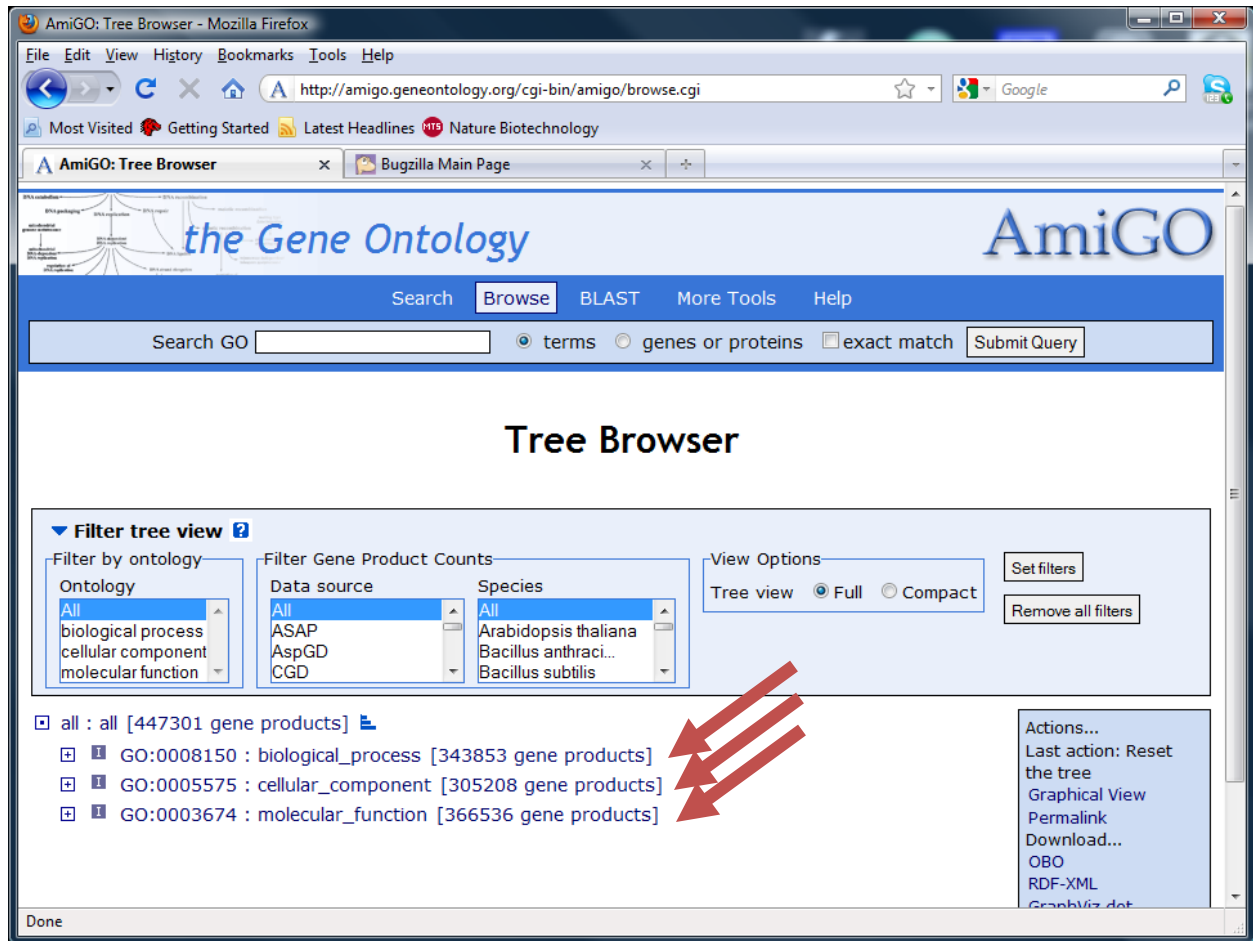 AmiGO: Tree Browser - Mozilla Firefox
File Edit View History Bookmarks Tools Help
http://amigo.geneontology.org/cgi-bin/amigo/browse.cgi Google
Most Visited Getting Started Latest Headlines MTS Nature Biotechnology
AmiGO: Tree Browser Bugzilla Main Page
the Gene Ontology AmiGO
Search Browse BLAST More Tools Help
Search GO terms genes or proteins exact match Submit Query
Tree Browser
Filter tree view ?
Filter by ontology Filter Gene Product Counts View Options
Ontology Data source Species Set filters
Tree view Full Compact
All All All Remove all filters
biological process ASAP Arabidopsis thaliana
cellular component AspGD Bacillus anthraci...
molecular function CGD Bacillus subtilis
all : all [447301 gene products]
GO:0008150 : biological_process [343853 gene products]
GO:0005575 : cellular_component [305208 gene products]
GO:0003674 : molecular_function [366536 gene products]
Actions...
Last action: Reset
the tree
Graphical View
Permalink
Download...
OBO
RDF-XML
GraphViz dot
Done